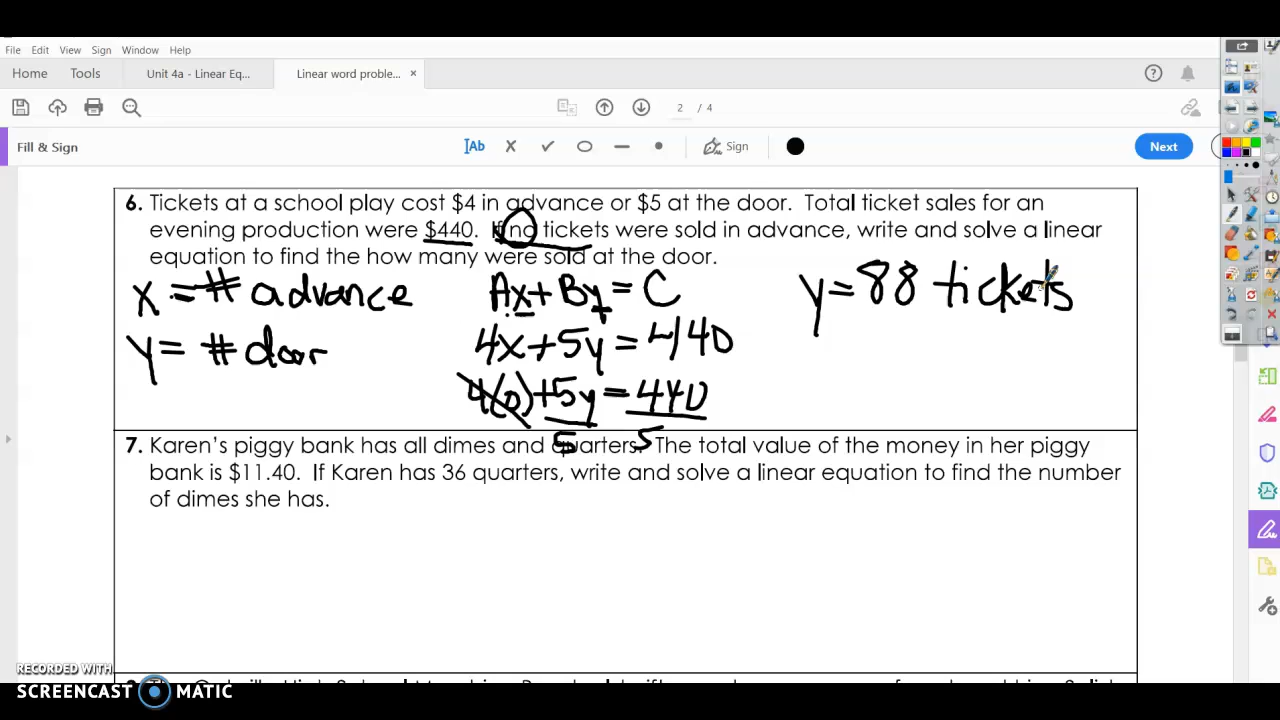 File Edit View Sign Window Help
Home Tools Unit 4a - Linear Eq... Linear word proble... ×
2 / 4
Fill & Sign Ab Sign Next
6. Tickets at a school play cost $4 in advance or $5 at the door. Total ticket sales for an
evening production were $440. If no tickets were sold in advance, write and solve a linear
equation to find the how many were sold at the door.
x = # advance
y = # door
Ax + By = C
4x + 5y = 440
4(0) + 5y = 440
5 5
y = 88 tickets
7. Karen's piggy bank has all dimes and quarters. The total value of the money in her piggy
bank is $11.40. If Karen has 36 quarters, write and solve a linear equation to find the number
of dimes she has.
RECORDED WITH
SCREENCAST MATIC